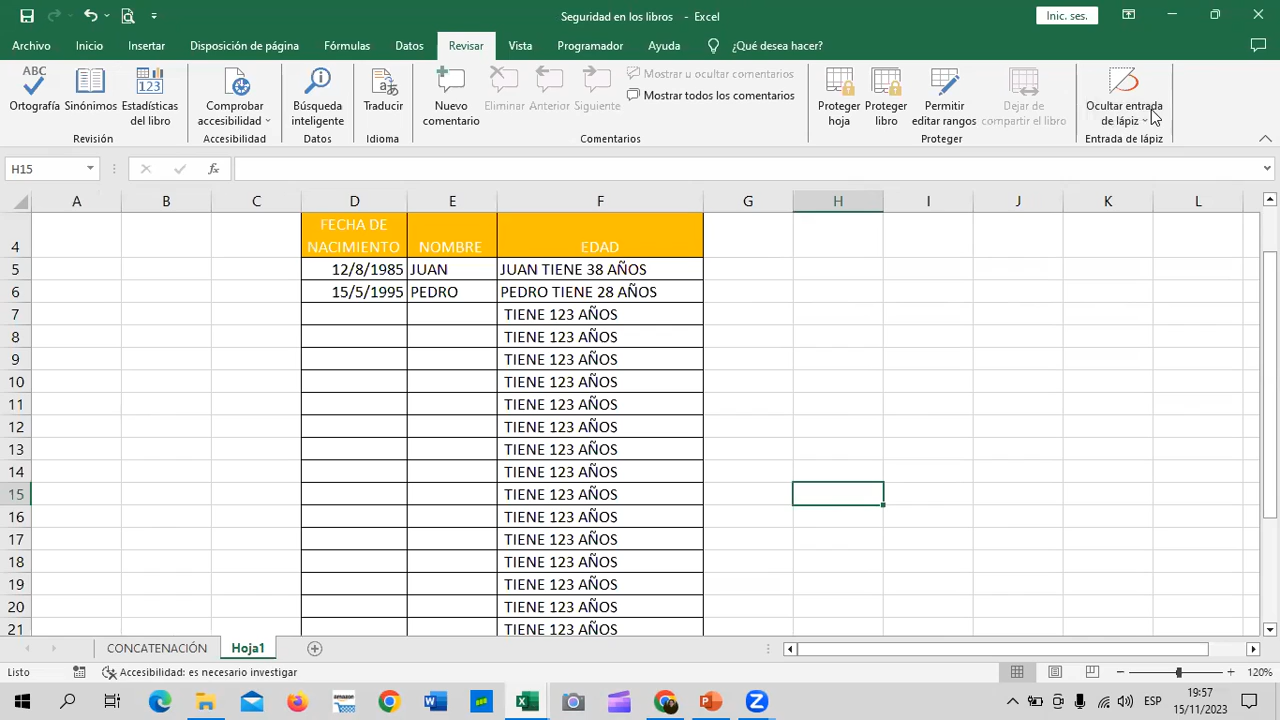 Seguridad en los libros - Excel
Inic. ses.
Archivo Inicio Insertar Disposición de página Fórmulas Datos Revisar Vista Programador Ayuda ¿Qué desea hacer?
ABC
123
Mostrar u ocultar comentarios
Mostrar todos los comentarios
Ortografía Sinónimos Estadísticas del libro
Comprobar accesibilidad
Búsqueda inteligente
Traducir
Nuevo comentario
Eliminar Anterior Siguiente
Proteger hoja
Proteger libro
Permitir editar rangos
Dejar de compartir el libro
Ocultar entrada de lápiz
Revisión Accesibilidad Datos Idioma Comentarios Proteger Entrada de lápiz
H15 fx
A B C D E F G H I J K L
FECHA DE
4 NACIMIENTO NOMBRE EDAD
5 12/8/1985 JUAN JUAN TIENE 38 AÑOS
6 15/5/1995 PEDRO PEDRO TIENE 28 AÑOS
7 TIENE 123 AÑOS
8 TIENE 123 AÑOS
9 TIENE 123 AÑOS
10 TIENE 123 AÑOS
11 TIENE 123 AÑOS
12 TIENE 123 AÑOS
13 TIENE 123 AÑOS
14 TIENE 123 AÑOS
15 TIENE 123 AÑOS
16 TIENE 123 AÑOS
17 TIENE 123 AÑOS
18 TIENE 123 AÑOS
19 TIENE 123 AÑOS
20 TIENE 123 AÑOS
21 TIENE 123 AÑOS
CONCATENACIÓN Hoja1
Listo Accesibilidad: es necesario investigar 120%
amazon
W X P
ESP
19:57
15/11/2023